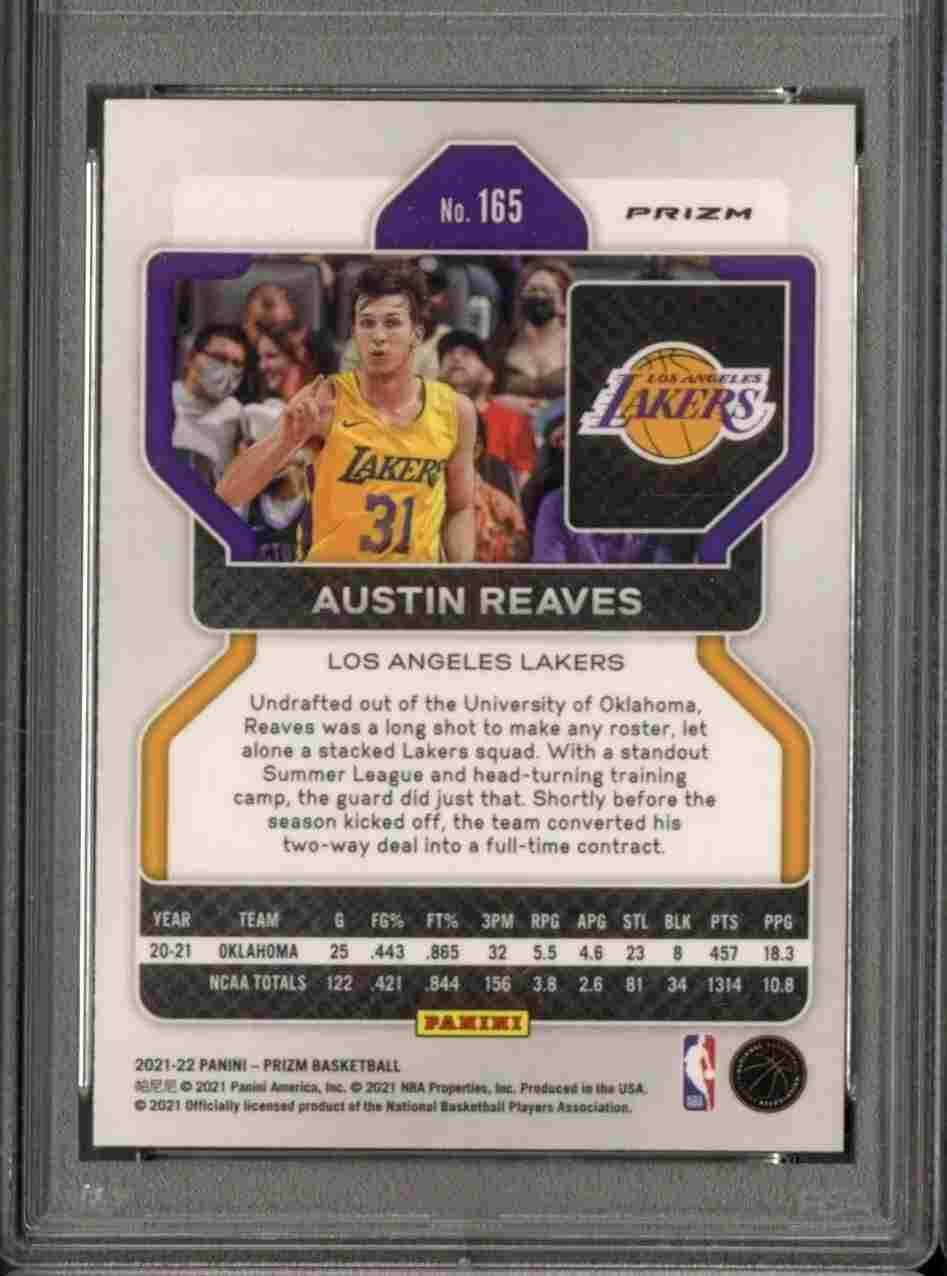 No. 165
PRIZM
LOS ANGELES
LAKERS
LAKERS
31
AUSTIN REAVES
LOS ANGELES LAKERS
Undrafted out of the University of Oklahoma,
Reaves was a long shot to make any roster, let
alone a stacked Lakers squad. With a standout
Summer League and head-turning training
camp, the guard did just that. Shortly before the
season kicked off, the team converted his
two-way deal into a full-time contract.
YEAR TEAM G FG% FT% 3PM RPG APG STL BLK PTS PPG
20-21 OKLAHOMA 25 .443 .865 32 5.5 4.6 23 8 457 18.3
NCAA TOTALS 122 .421 .844 156 3.8 2.6 81 34 1314 10.8
PANINI
2021-22 PANINI – PRIZM BASKETBALL
帕尼尼 © 2021 Panini America, Inc. © 2021 NBA Properties, Inc. Produced in the USA.
© 2021 Officially licensed product of the National Basketball Players Association.
NBA